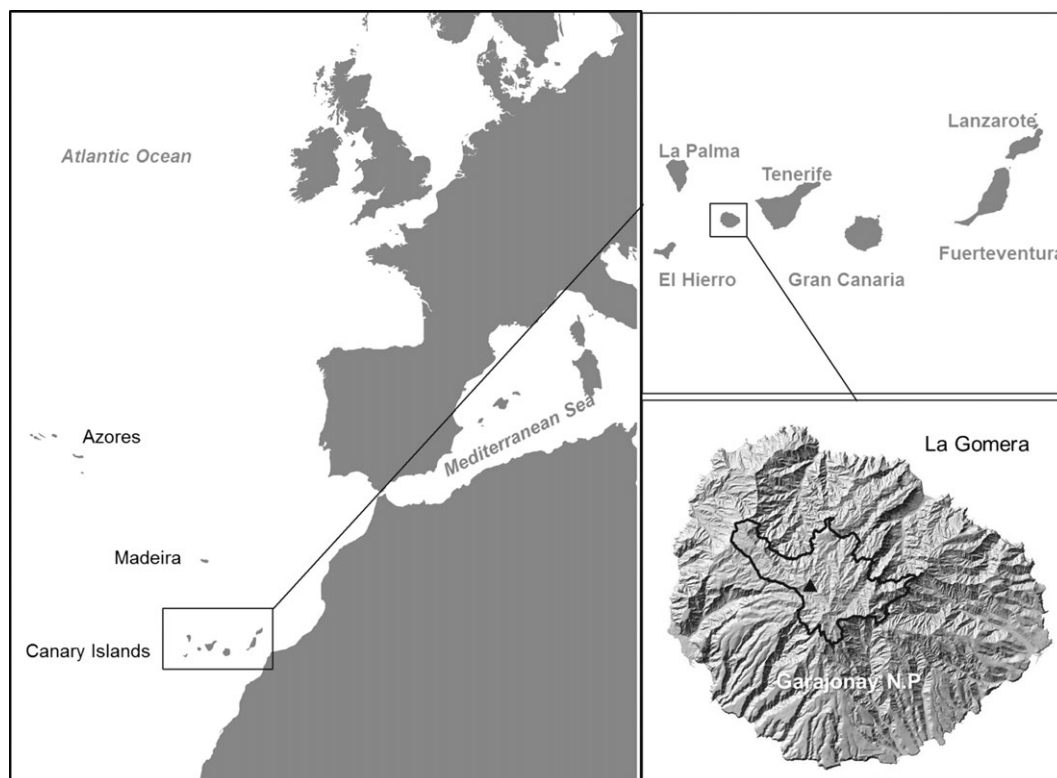 Atlantic Ocean
Mediterranean Sea
Azores
Madeira
Canary Islands
Lanzarote
La Palma
Tenerife
Fuerteventura
El Hierro
Gran Canaria
La Gomera
Garajonay N.P